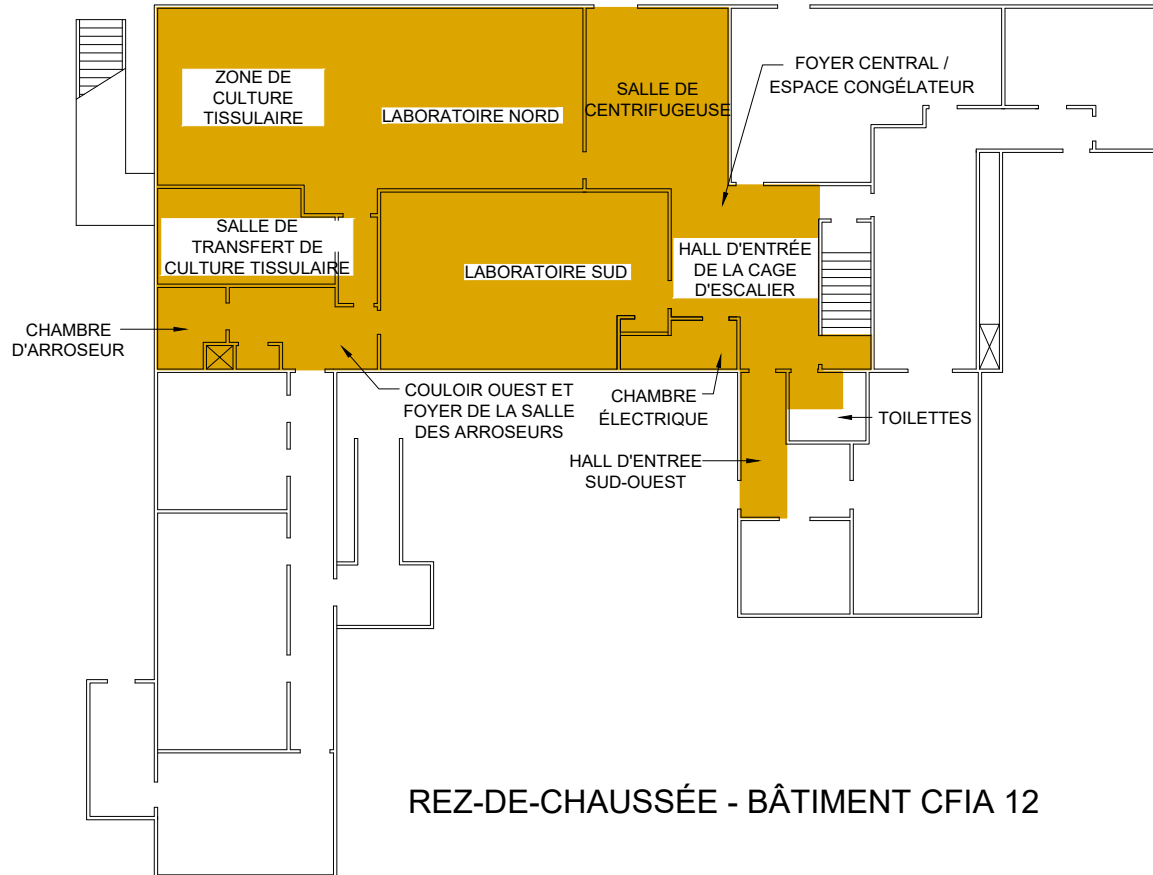 ZONE DE
CULTURE
TISSULAIRE
LABORATOIRE NORD
SALLE DE
CENTRIFUGEUSE
FOYER CENTRAL /
ESPACE CONGÉLATEUR
SALLE DE
TRANSFERT DE
CULTURE TISSULAIRE
LABORATOIRE SUD
HALL D'ENTRÉE
DE LA CAGE
D'ESCALIER
CHAMBRE
D'ARROSEUR
COULOIR OUEST ET
FOYER DE LA SALLE
DES ARROSEURS
CHAMBRE
ÉLECTRIQUE
TOILETTES
HALL D'ENTREE
SUD-OUEST
REZ-DE-CHAUSSÉE - BÂTIMENT CFIA 12